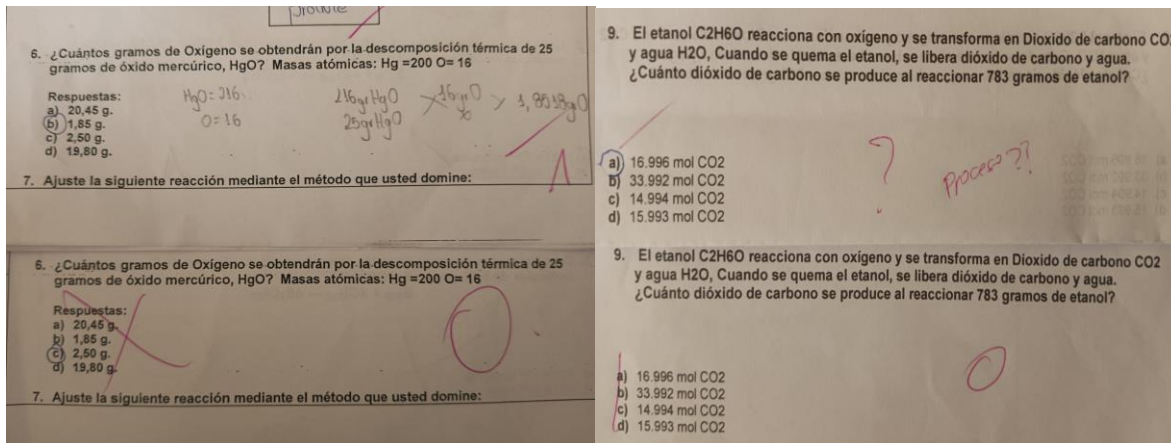 6. ¿Cuántos gramos de Oxígeno se obtendrán por la descomposición térmica de 25
gramos de óxido mercúrico, HgO? Masas atómicas: Hg =200 O= 16
Respuestas:
a) 20,45 g.
b) 1,85 g.
c) 2,50 g.
d) 19,80 g.
HgO = 216
O = 16
216gr HgO
25gr HgO
16gr O
x
1,8518g O
1
7. Ajuste la siguiente reacción mediante el método que usted domine:
6. ¿Cuántos gramos de Oxígeno se obtendrán por la descomposición térmica de 25
gramos de óxido mercúrico, HgO? Masas atómicas: Hg =200 O= 16
Respuestas:
a) 20,45 g.
b) 1,85 g.
c) 2,50 g.
d) 19,80 g.
0
7. Ajuste la siguiente reacción mediante el método que usted domine:
9. El etanol C2H6O reacciona con oxígeno y se transforma en Dioxido de carbono CO
y agua H2O, Cuando se quema el etanol, se libera dióxido de carbono y agua.
¿Cuánto dióxido de carbono se produce al reaccionar 783 gramos de etanol?
a) 16.996 mol CO2
b) 33.992 mol CO2
c) 14.994 mol CO2
d) 15.993 mol CO2
?
Proceso ??
9. El etanol C2H6O reacciona con oxígeno y se transforma en Dioxido de carbono CO2
y agua H2O, Cuando se quema el etanol, se libera dióxido de carbono y agua.
¿Cuánto dióxido de carbono se produce al reaccionar 783 gramos de etanol?
a) 16.996 mol CO2
b) 33.992 mol CO2
c) 14.994 mol CO2
d) 15.993 mol CO2
0